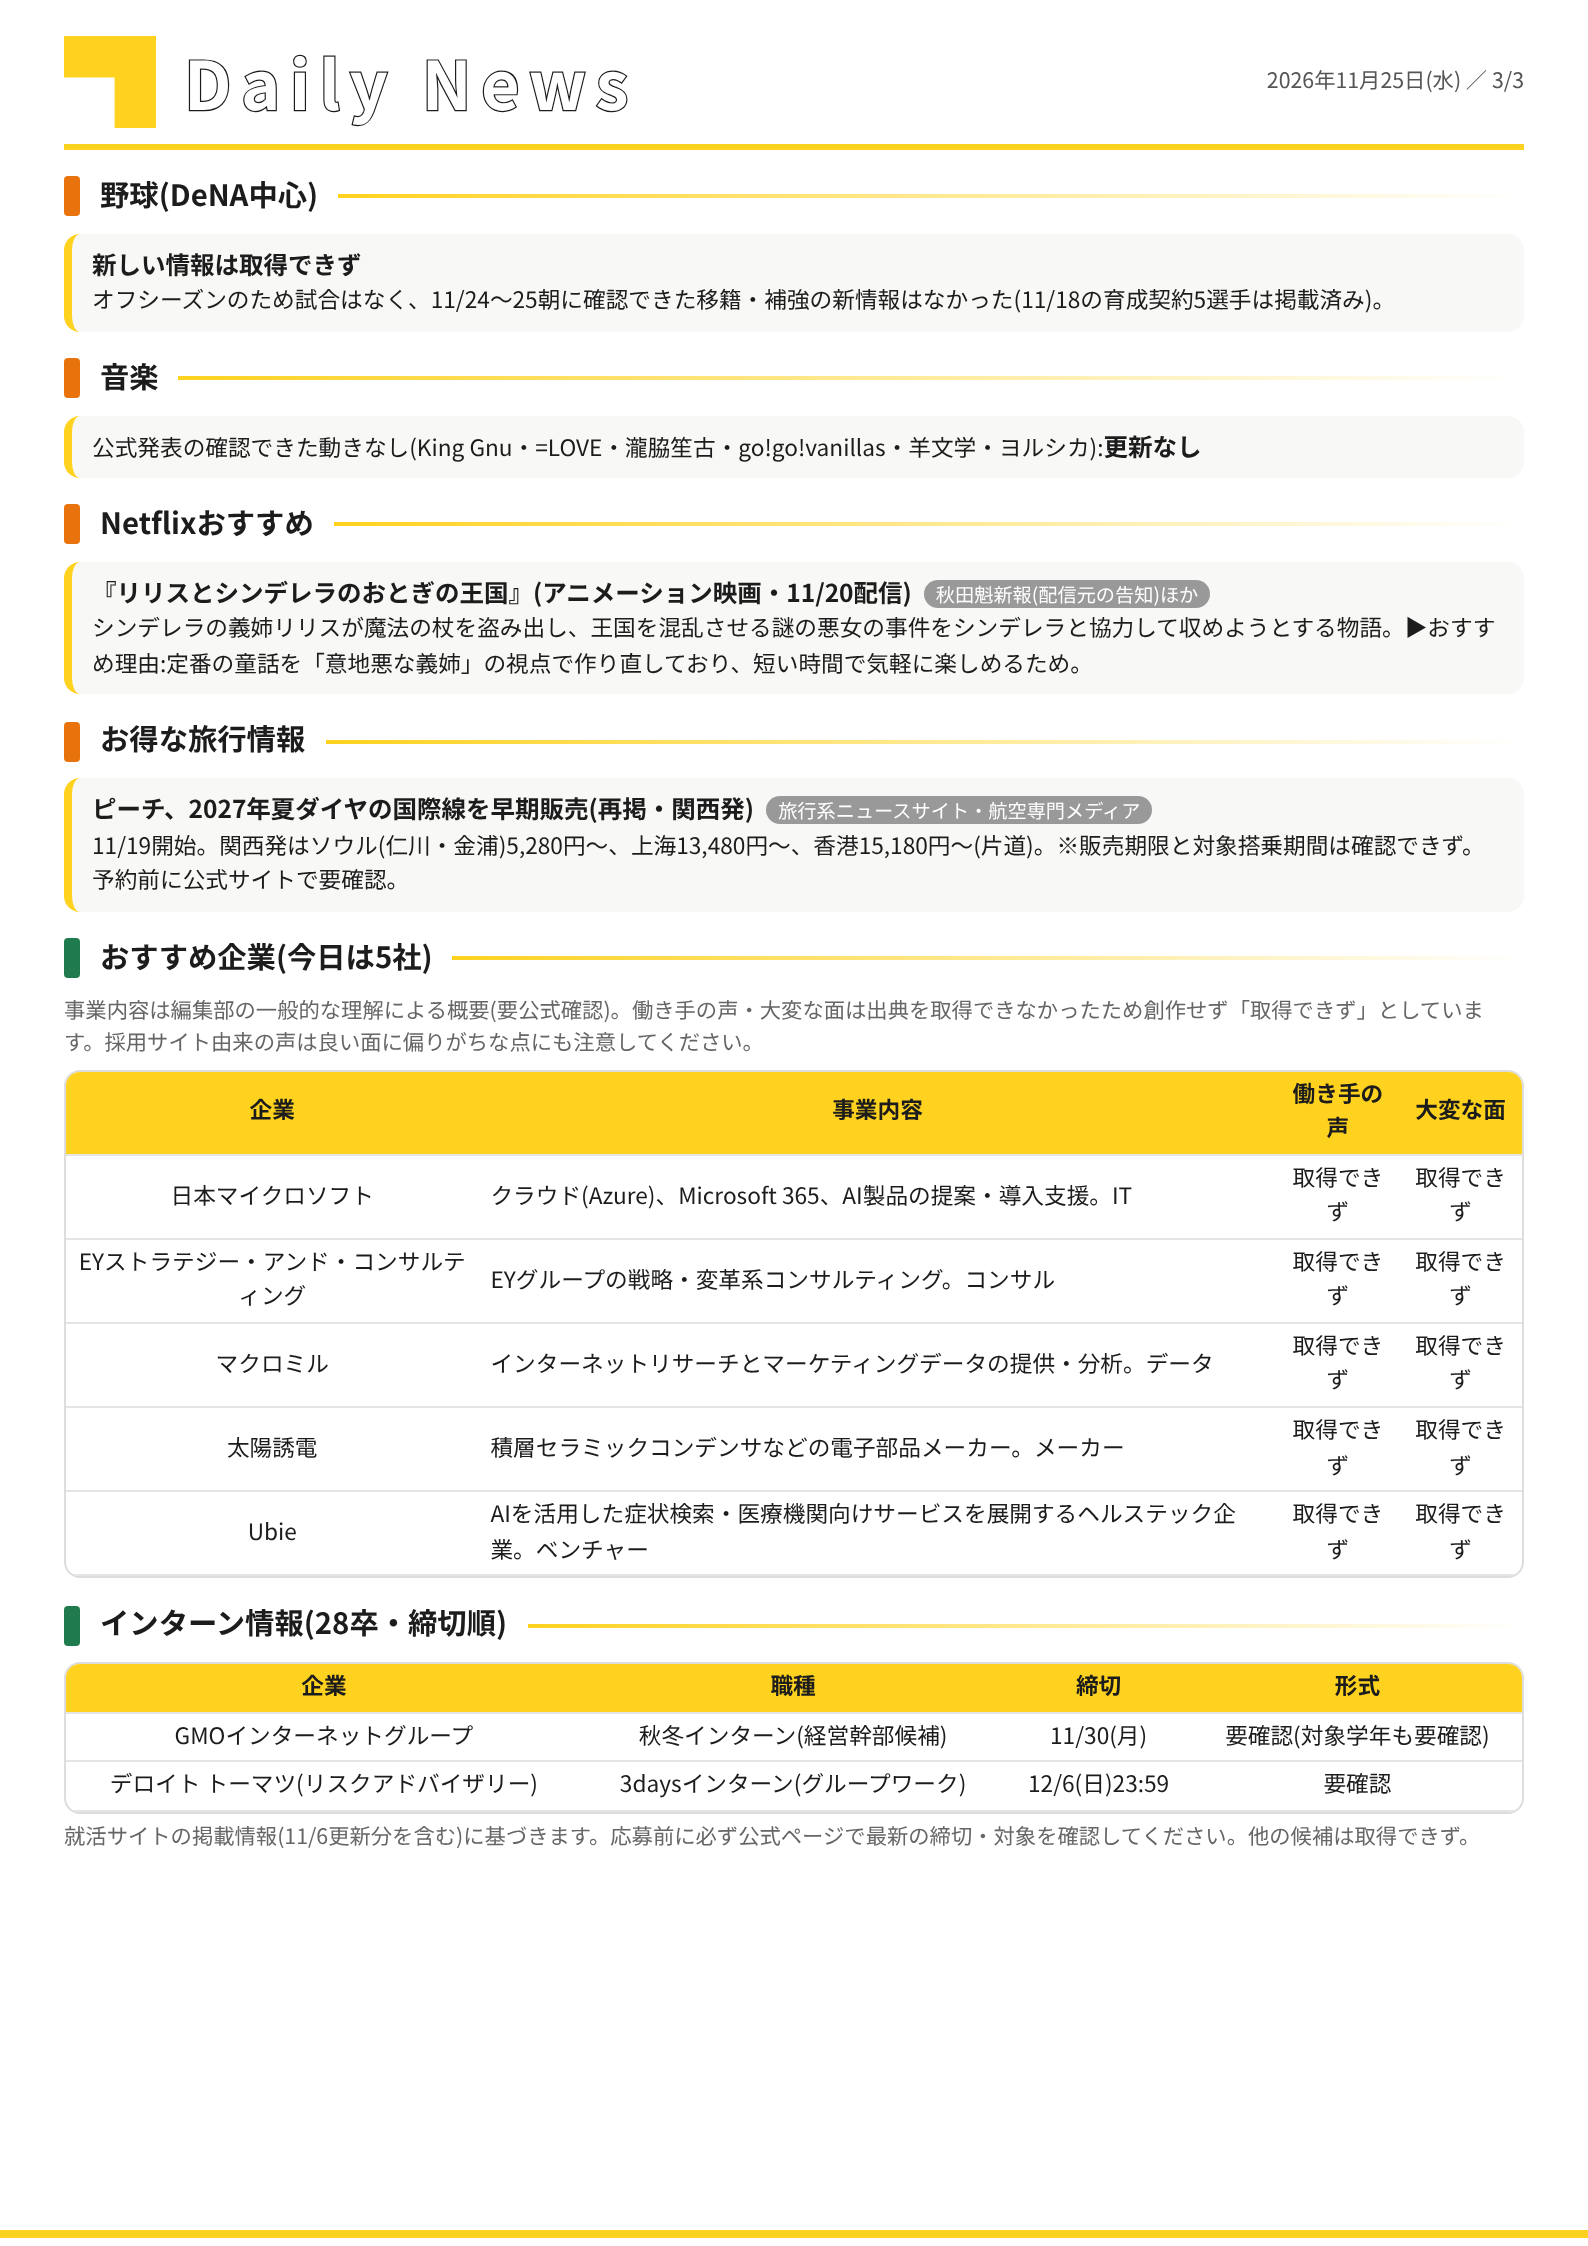 Daily News
2026年11月25日(水) ／ 3/3
野球(DeNA中心)
新しい情報は取得できず
オフシーズンのため試合はなく、11/24〜25朝に確認できた移籍・補強の新情報はなかった(11/18の育成契約5選手は掲載済み)。
音楽
公式発表の確認できた動きなし(King Gnu・=LOVE・瀧脇笙古・go!go!vanillas・羊文学・ヨルシカ):更新なし
Netflixおすすめ
『リリスとシンデレラのおとぎの王国』(アニメーション映画・11/20配信) 秋田魁新報(配信元の告知)ほか
シンデレラの義姉リリスが魔法の杖を盗み出し、王国を混乱させる謎の悪女の事件をシンデレラと協力して収めようとする物語。▶おすす
め理由:定番の童話を「意地悪な義姉」の視点で作り直しており、短い時間で気軽に楽しめるため。
お得な旅行情報
ピーチ、2027年夏ダイヤの国際線を早期販売(再掲・関西発) 旅行系ニュースサイト・航空専門メディア
11/19開始。関西発はソウル(仁川・金浦)5,280円〜、上海13,480円〜、香港15,180円〜(片道)。※販売期限と対象搭乗期間は確認できず。
予約前に公式サイトで要確認。
おすすめ企業(今日は5社)
事業内容は編集部の一般的な理解による概要(要公式確認)。働き手の声・大変な面は出典を取得できなかったため創作せず「取得できず」としていま
す。採用サイト由来の声は良い面に偏りがちな点にも注意してください。
企業 事業内容 働き手の声 大変な面
日本マイクロソフト クラウド(Azure)、Microsoft 365、AI製品の提案・導入支援。IT 取得できず 取得できず
EYストラテジー・アンド・コンサルティング EYグループの戦略・変革系コンサルティング。コンサル 取得できず 取得できず
マクロミル インターネットリサーチとマーケティングデータの提供・分析。データ 取得できず 取得できず
太陽誘電 積層セラミックコンデンサなどの電子部品メーカー。メーカー 取得できず 取得できず
Ubie AIを活用した症状検索・医療機関向けサービスを展開するヘルステック企業。ベンチャー 取得できず 取得できず
インターン情報(28卒・締切順)
企業 職種 締切 形式
GMOインターネットグループ 秋冬インターン(経営幹部候補) 11/30(月) 要確認(対象学年も要確認)
デロイト トーマツ(リスクアドバイザリー) 3daysインターン(グループワーク) 12/6(日)23:59 要確認
就活サイトの掲載情報(11/6更新分を含む)に基づきます。応募前に必ず公式ページで最新の締切・対象を確認してください。他の候補は取得できず。